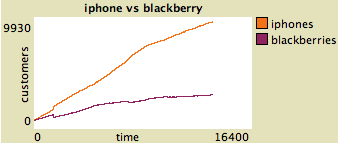 iphone vs blackberry
9930
customers
0
0
time
16400
iphones
blackberries